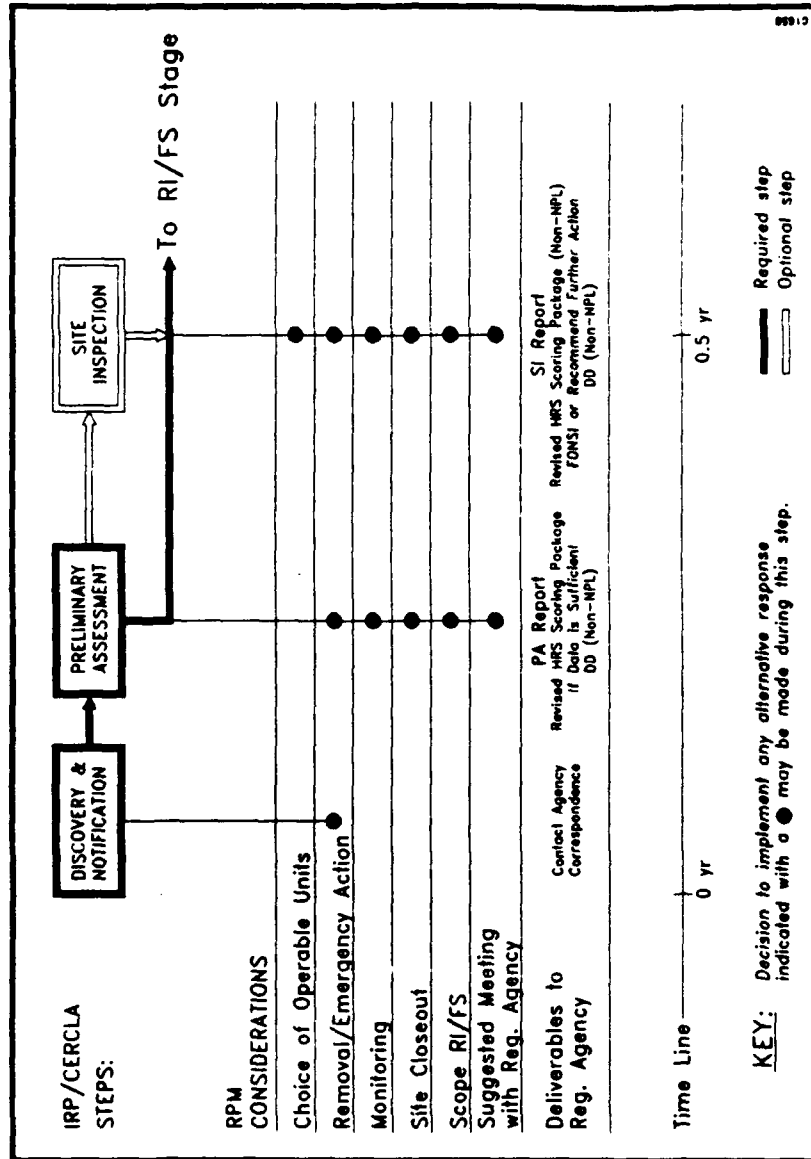 IRP/CERCLA
STEPS:
DISCOVERY &
NOTIFICATION
PRELIMINARY
ASSESSMENT
SITE
INSPECTION
To RI/FS Stage
RPM
CONSIDERATIONS
Choice of Operable Units
Removal/Emergency Action
Monitoring
Site Closeout
Scope RI/FS
Suggested Meeting
with Reg. Agency
Deliverables to
Reg. Agency
Contact Agency
Correspondence
PA Report
Revised HRS Scoring Package
If Data is Sufficient
DD (Non-NPL)
SI Report
Revised HRS Scoring Package (Non-NPL)
FONSI or Recommend Further Action
DD (Non-NPL)
Time Line
0 yr
0.5 yr
KEY: Decision to implement any alternative response
indicated with a ● may be made during this step.
Required step
Optional step